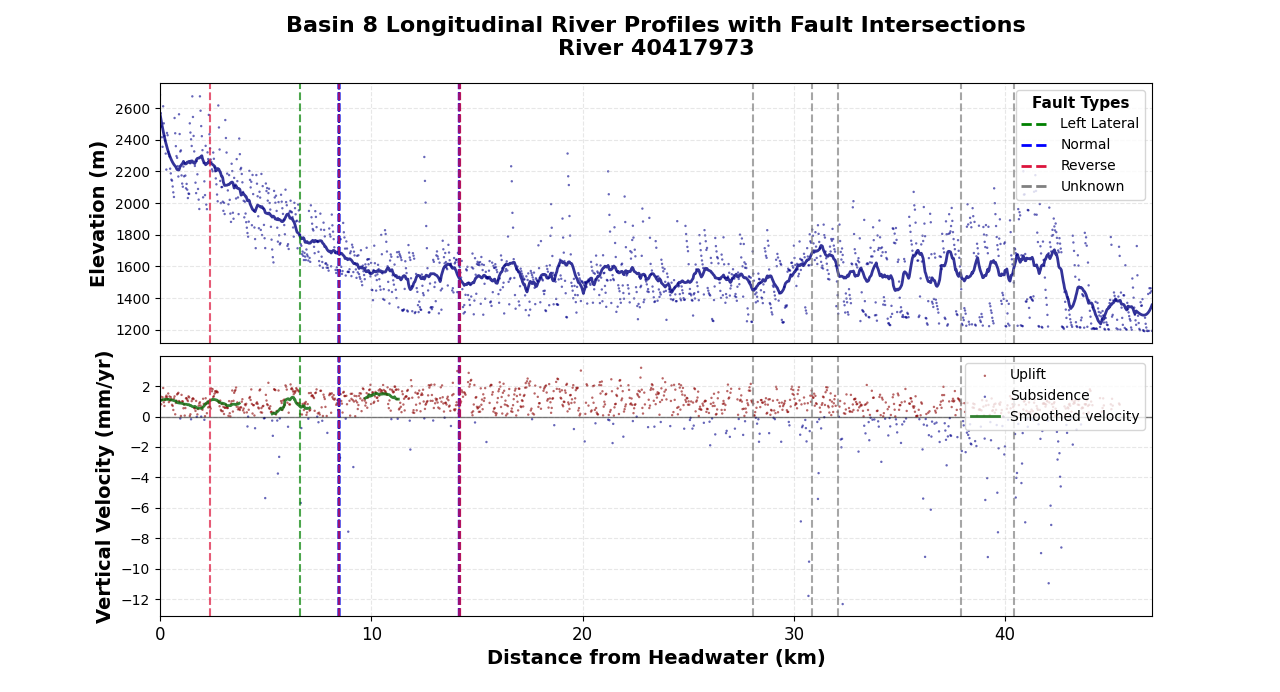 Basin 8 Longitudinal River Profiles with Fault Intersections
River 40417973
Elevation (m)
2600
2400
2200
2000
1800
1600
1400
1200
Fault Types
Left Lateral
Normal
Reverse
Unknown
Vertical Velocity (mm/yr)
2
0
−2
−4
−6
−8
−10
−12
Uplift
Subsidence
Smoothed velocity
0
10
20
30
40
Distance from Headwater (km)